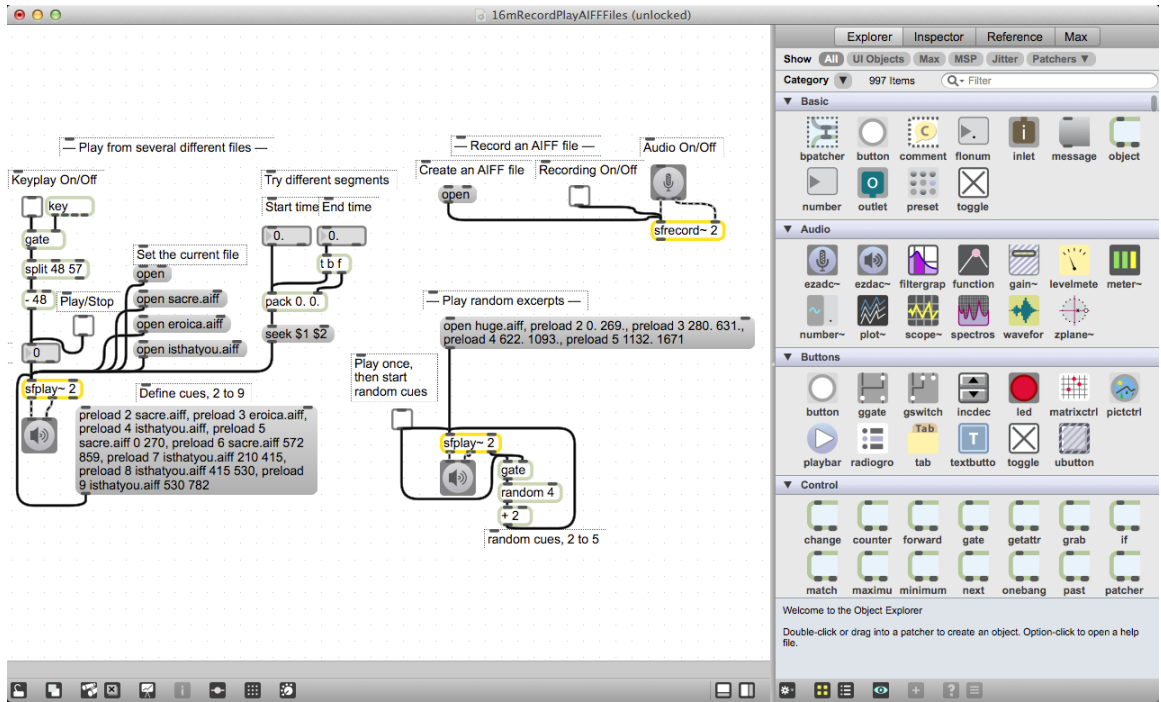 16mRecordPlayAIFFFiles (unlocked)
— Play from several different files —
Keyplay On/Off
key
gate
split 48 57
- 48
Play/Stop
0
sfplay~ 2
Set the current file
open
open sacre.aiff
open eroica.aiff
open isthatyou.aiff
Try different segments
Start time
End time
0.
0.
t b f
pack 0. 0.
seek $1 $2
Define cues, 2 to 9
preload 2 sacre.aiff, preload 3 eroica.aiff,
preload 4 isthatyou.aiff, preload 5
sacre.aiff 0 270, preload 6 sacre.aiff 572
859, preload 7 isthatyou.aiff 210 415,
preload 8 isthatyou.aiff 415 530, preload
9 isthatyou.aiff 530 782
— Record an AIFF file —
Audio On/Off
Create an AIFF file
Recording On/Off
open
sfrecord~ 2
— Play random excerpts —
open huge.aiff, preload 2 0. 269., preload 3 280. 631.,
preload 4 622. 1093., preload 5 1132. 1671
Play once,
then start
random cues
sfplay~ 2
gate
random 4
+ 2
random cues, 2 to 5
Explorer Inspector Reference Max
Show All UI Objects Max MSP Jitter Patchers ▼
Category ▼ 997 Items Filter
▼ Basic
bpatcher button comment flonum inlet message object
number outlet preset toggle
▼ Audio
ezadc~ ezdac~ filtergrap function gain~ levelmete meter~
number~ plot~ scope~ spectros wavefor zplane~
▼ Buttons
button ggate gswitch incdec led matrixctrl pictctrl
Tab
T
playbar radiogro tab textbutto toggle ubutton
▼ Control
change counter forward gate getattr grab if
match maximu minimum next onebang past patcher
Welcome to the Object Explorer
Double-click or drag into a patcher to create an object. Option-click to open a help
file.